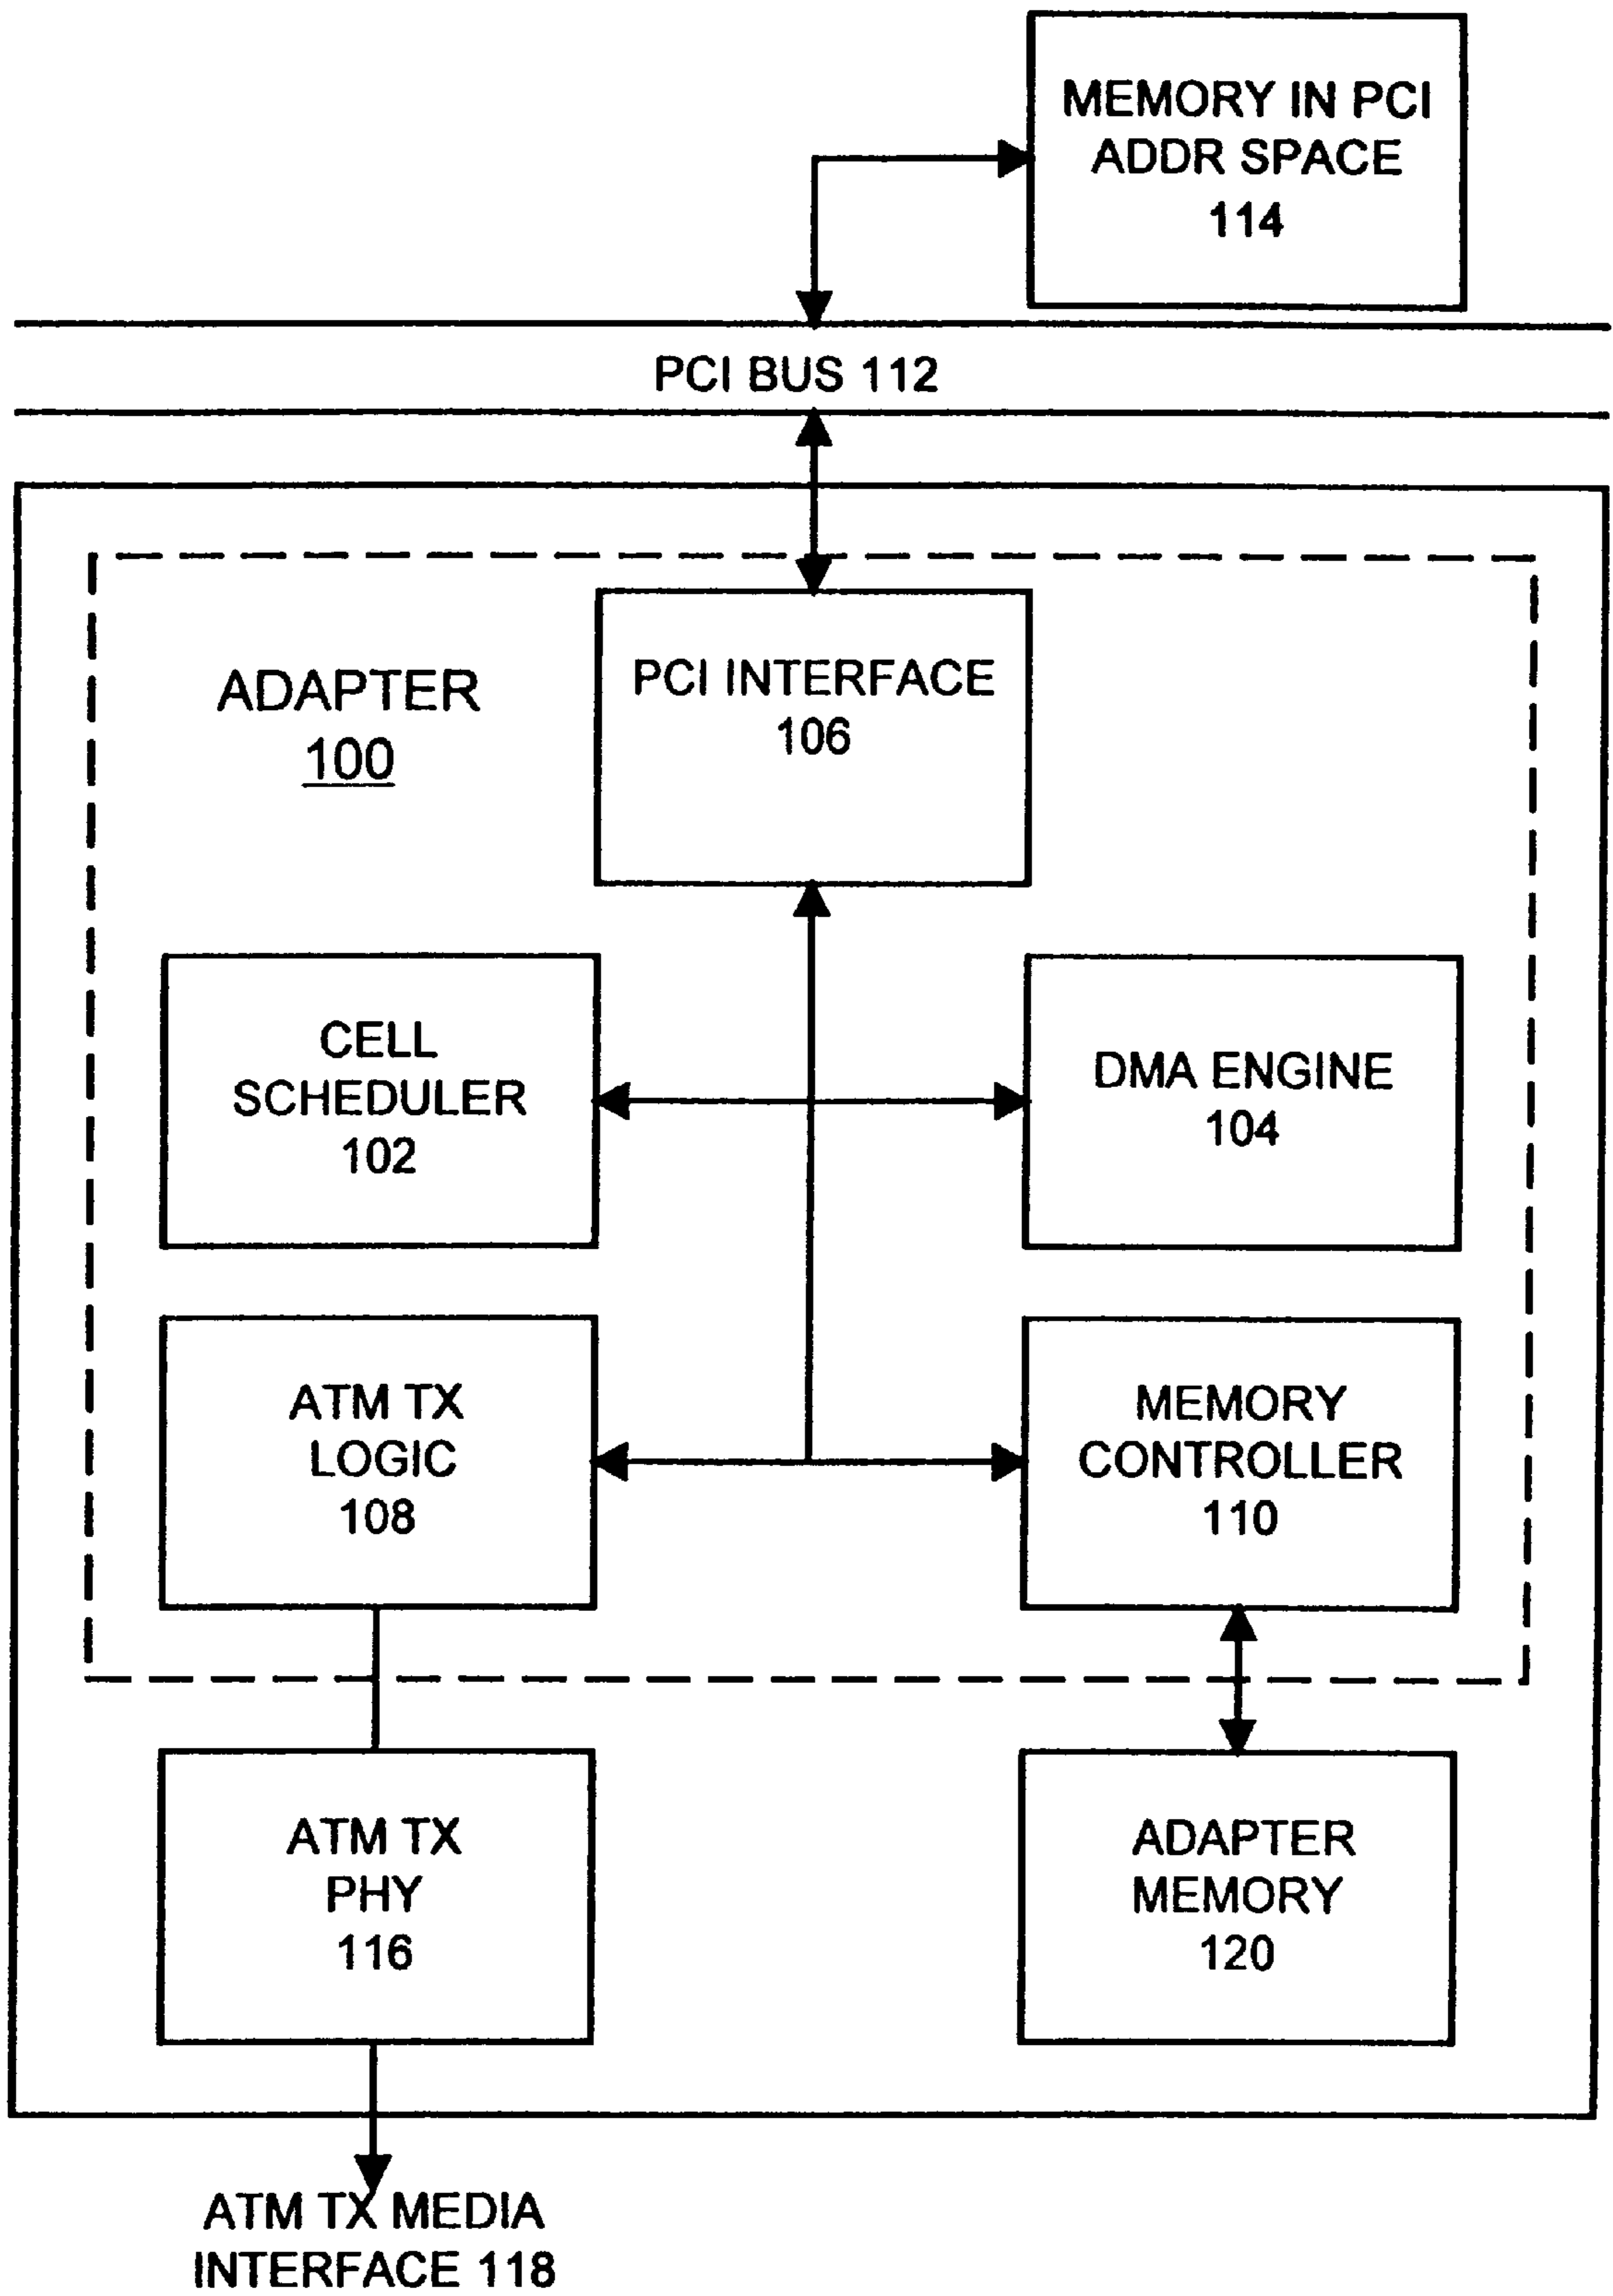 MEMORY IN PCI
ADDR SPACE
114
PCI BUS 112
ADAPTER
100
PCI INTERFACE
106
CELL
SCHEDULER
102
DMA ENGINE
104
ATM TX
LOGIC
108
MEMORY
CONTROLLER
110
ATM TX
PHY
116
ADAPTER
MEMORY
120
ATM TX MEDIA
INTERFACE 118